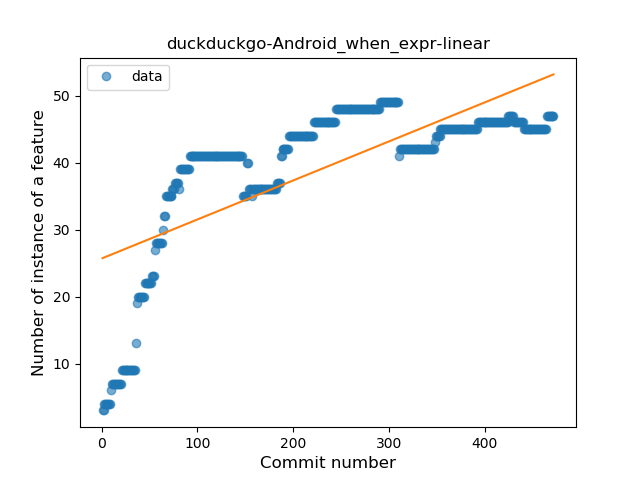 duckduckgo-Android_when_expr-linear
data
Number of instance of a feature
50
40
30
20
10
0 100 200 300 400
Commit number